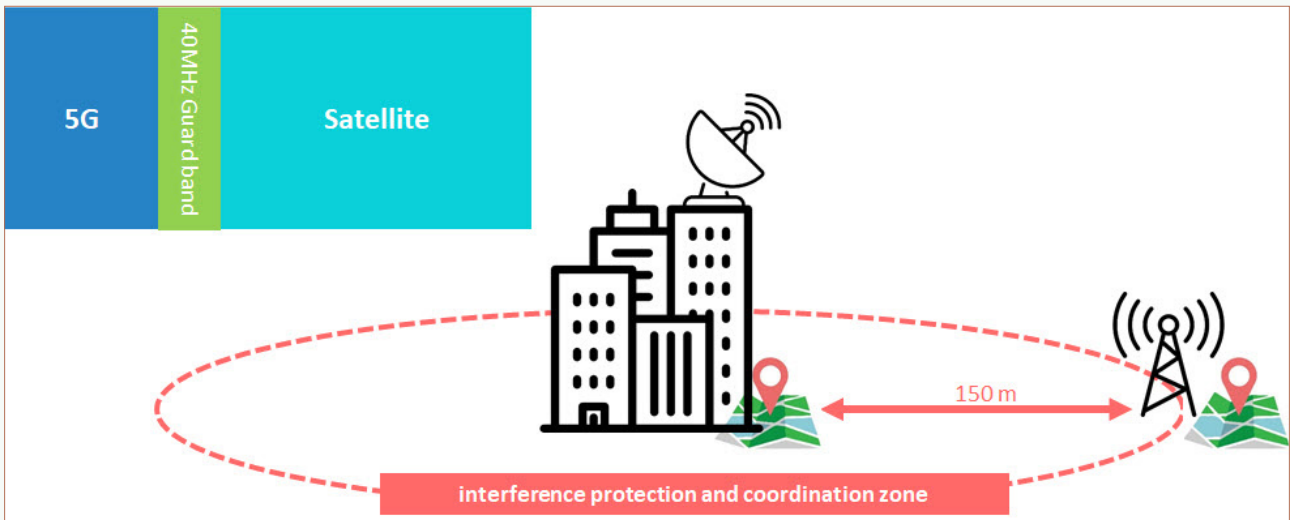 5G
40MHz Guard band
Satellite
150 m
interference protection and coordination zone